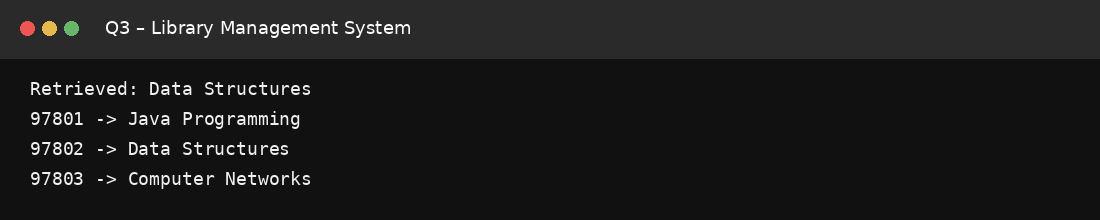 Q3 – Library Management System
Retrieved: Data Structures
97801 -> Java Programming
97802 -> Data Structures
97803 -> Computer Networks